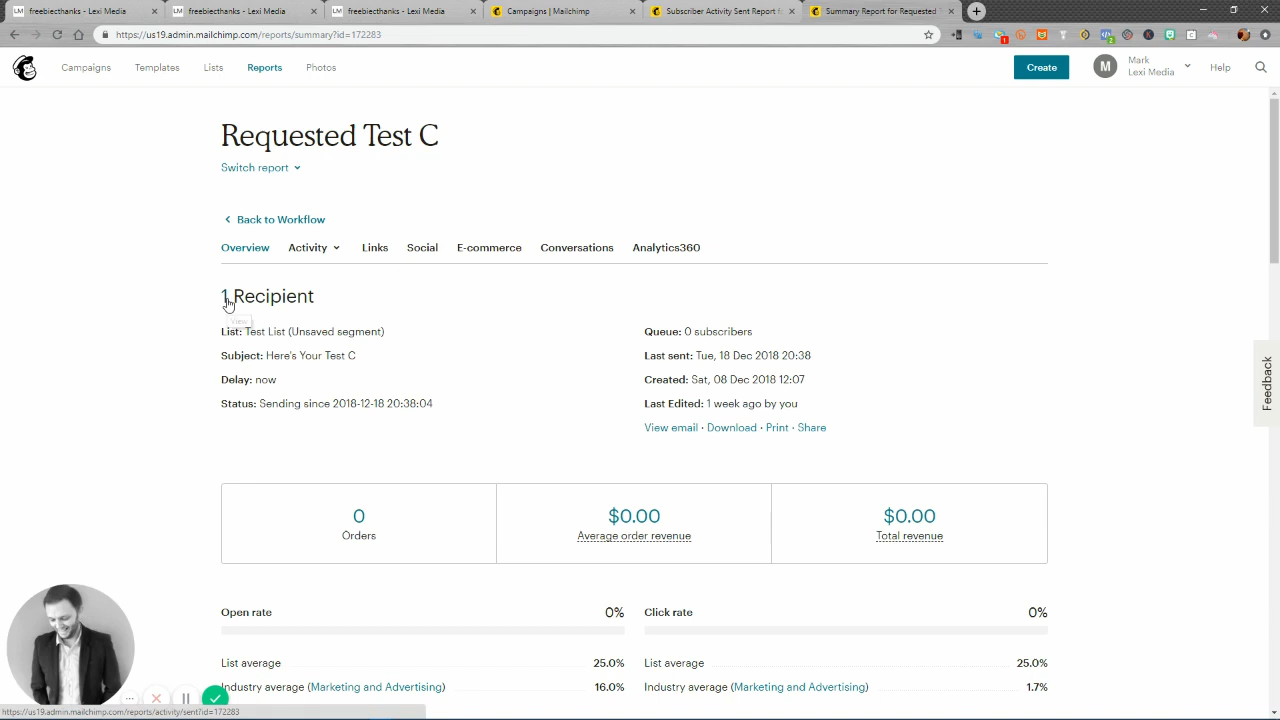 freebiecthanks - Lexi Media
freebiecthanks - Lexi Media
freebiecthanks - Lexi Media
Campaigns | Mailchimp
Subscriber Activity Sent Report fo
Summary Report for Requested T
https://us19.admin.mailchimp.com/reports/summary?id=172283
Campaigns
Templates
Lists
Reports
Photos
Create
M
Mark
Lexi Media
Help
Requested Test C
Switch report
Back to Workflow
Overview
Activity
Links
Social
E-commerce
Conversations
Analytics360
1 Recipient
View
List: Test List (Unsaved segment)
Subject: Here's Your Test C
Delay: now
Status: Sending since 2018-12-18 20:38:04
Queue: 0 subscribers
Last sent: Tue, 18 Dec 2018 20:38
Created: Sat, 08 Dec 2018 12:07
Last Edited: 1 week ago by you
View email · Download · Print · Share
Feedback
0
Orders
$0.00
Average order revenue
$0.00
Total revenue
Open rate 0%
List average 25.0%
Industry average (Marketing and Advertising) 16.0%
Click rate 0%
List average 25.0%
Industry average (Marketing and Advertising) 1.7%
https://us19.admin.mailchimp.com/reports/activity/sent?id=172283